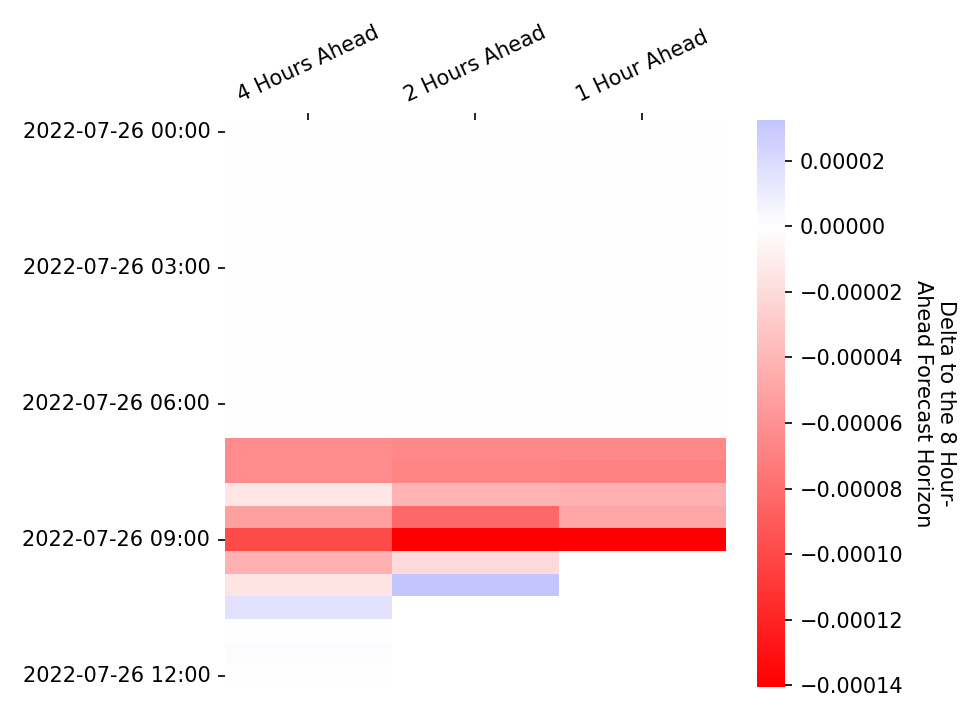 4 Hours Ahead
2 Hours Ahead
1 Hour Ahead
2022-07-26 00:00
2022-07-26 03:00
2022-07-26 06:00
2022-07-26 09:00
2022-07-26 12:00
0.00002
0.00000
−0.00002
−0.00004
−0.00006
−0.00008
−0.00010
−0.00012
−0.00014
Delta to the 8 Hour-
Ahead Forecast Horizon